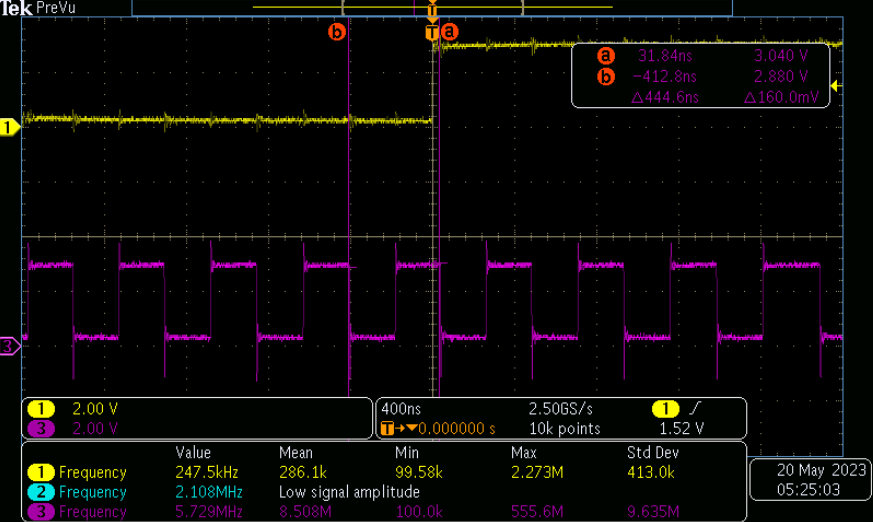 Tek PreVu
T
b T a
a 31.84ns 3.040 V
b −412.8ns 2.880 V
Δ444.6ns Δ160.0mV
1
3
1 2.00 V
3 2.00 V
400ns 2.50GS/s 1
T→▼0.000000 s 10k points 1.52 V
Value Mean Min Max Std Dev
1 Frequency 247.5kHz 286.1k 99.58k 2.273M 413.0k
2 Frequency 2.108MHz Low signal amplitude
3 Frequency 5.729MHz 8.508M 100.0k 555.6M 9.635M
20 May 2023
05:25:03